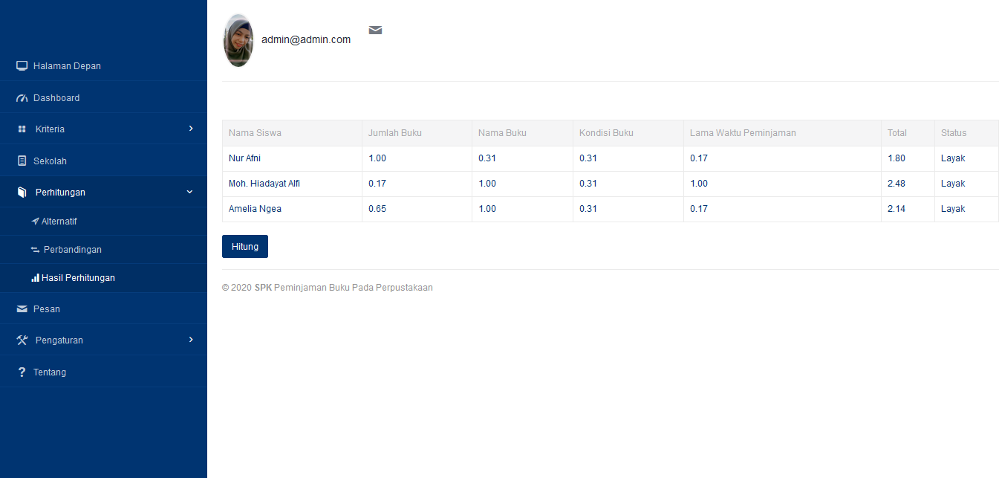 admin@admin.com
Halaman Depan
Dashboard
Kriteria
Sekolah
Perhitungan
Alternatif
Perbandingan
Hasil Perhitungan
Pesan
Pengaturan
Tentang
Nama Siswa Jumlah Buku Nama Buku Kondisi Buku Lama Waktu Peminjaman Total Status
Nur Afni 1.00 0.31 0.31 0.17 1.80 Layak
Moh. Hiadayat Alfi 0.17 1.00 0.31 1.00 2.48 Layak
Amelia Ngea 0.65 1.00 0.31 0.17 2.14 Layak
Hitung
© 2020 SPK Peminjaman Buku Pada Perpustakaan